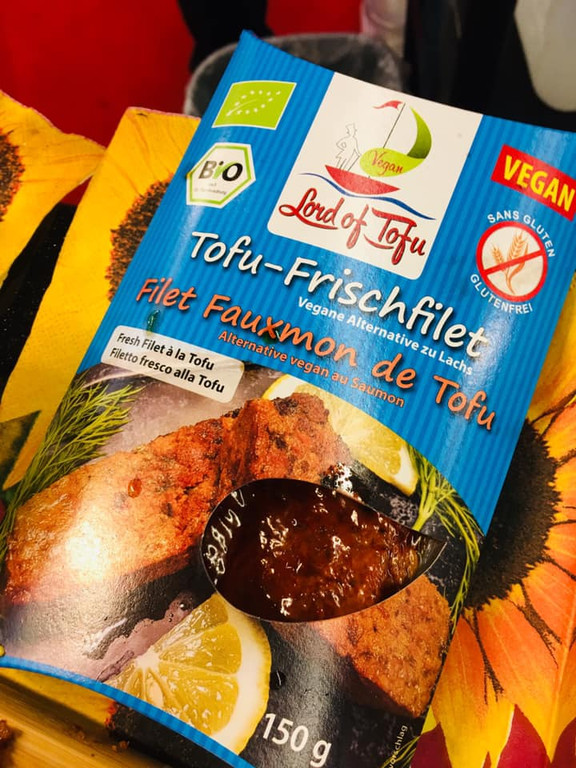 BiO
Vegan
Lord of Tofu
VEGAN
SANS GLUTEN
GLUTENFREI
Tofu-Frischfilet
Vegane Alternative zu Lachs
Filet Fauxmon de Tofu
Alternative vegan au Saumon
Fresh Filet à la Tofu
Filetto fresco alla Tofu
150 g